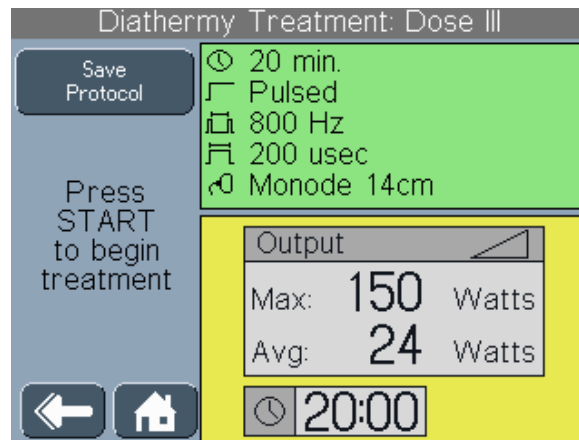 Diathermy Treatment: Dose III
Save
Protocol
Press
START
to begin
treatment
20 min.
Pulsed
800 Hz
200 usec
Monode 14cm
Output
Max: 150 Watts
Avg: 24 Watts
20:00